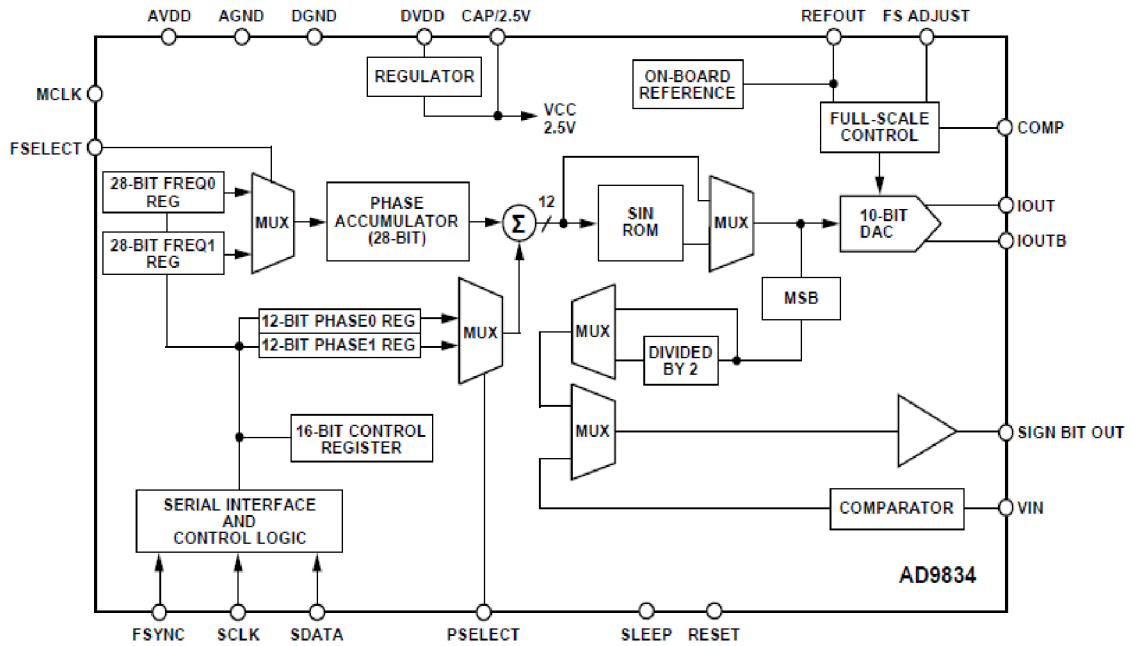 AVDD
AGND
DGND
DVDD
CAP/2.5V
REFOUT
FS ADJUST
MCLK
REGULATOR
VCC
2.5V
ON-BOARD
REFERENCE
FULL-SCALE
CONTROL
COMP
FSELECT
28-BIT FREQ0
REG
28-BIT FREQ1
REG
MUX
PHASE
ACCUMULATOR
(28-BIT)
Σ
12
SIN
ROM
MUX
10-BIT
DAC
IOUT
IOUTB
MSB
12-BIT PHASE0 REG
12-BIT PHASE1 REG
MUX
MUX
DIVIDED
BY 2
16-BIT CONTROL
REGISTER
MUX
SIGN BIT OUT
SERIAL INTERFACE
AND
CONTROL LOGIC
COMPARATOR
VIN
AD9834
FSYNC
SCLK
SDATA
PSELECT
SLEEP
RESET